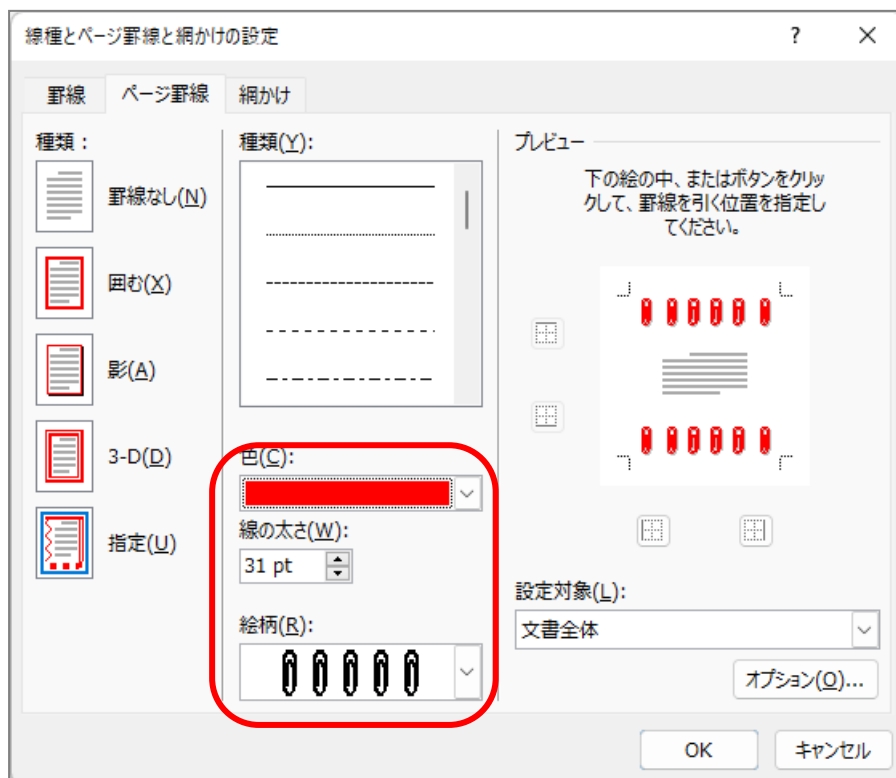 線種とページ罫線と網かけの設定
?
罫線
ページ罫線
網かけ
種類：
罫線なし(N)
囲む(X)
影(A)
3-D(D)
指定(U)
種類(Y):
色(C):
線の太さ(W):
31 pt
絵柄(R):
プレビュー
下の絵の中、またはボタンをクリッ
クして、罫線を引く位置を指定し
てください。
設定対象(L):
文書全体
オプション(O)...
OK
キャンセル